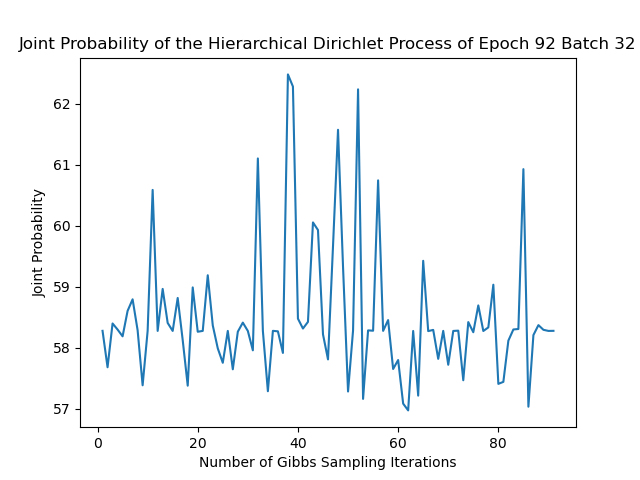 Joint Probability of the Hierarchical Dirichlet Process of Epoch 92 Batch 32
62
61
60
59
58
57
Joint Probability
0 20 40 60 80
Number of Gibbs Sampling Iterations